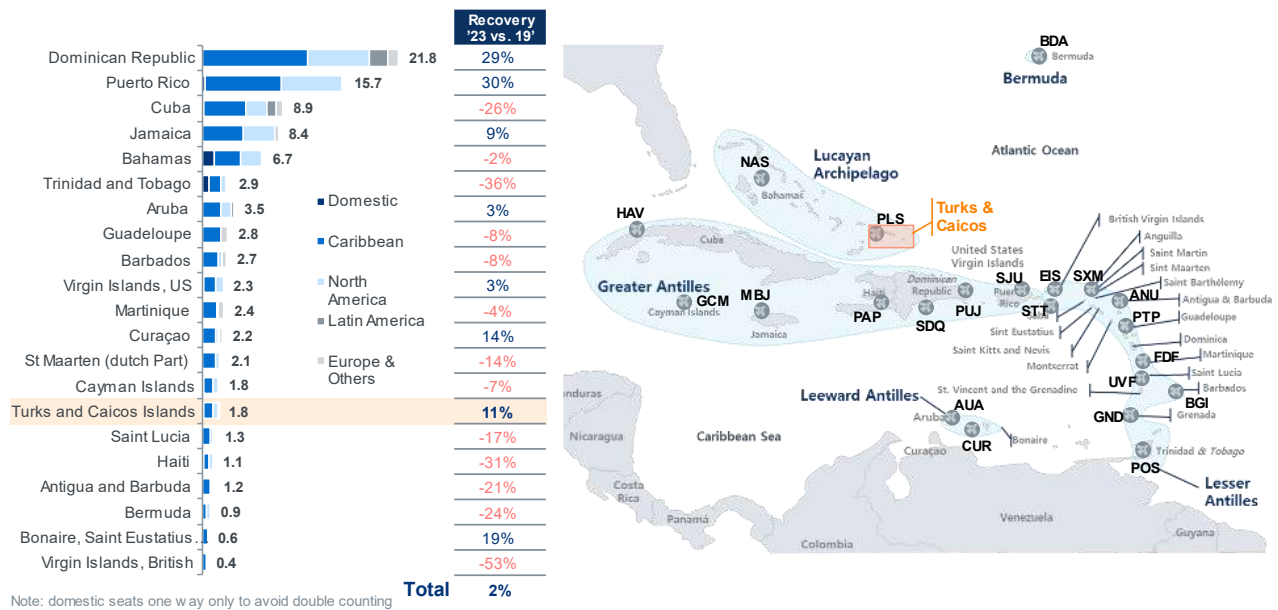 Recovery
’23 vs. 19’
Dominican Republic 21.8 29%
Puerto Rico 15.7 30%
Cuba 8.9 -26%
Jamaica 8.4 9%
Bahamas 6.7 -2%
Trinidad and Tobago 2.9 -36%
Aruba 3.5 3%
Guadeloupe 2.8 -8%
Barbados 2.7 -8%
Virgin Islands, US 2.3 3%
Martinique 2.4 -4%
Curaçao 2.2 14%
St Maarten (dutch Part) 2.1 -14%
Cayman Islands 1.8 -7%
Turks and Caicos Islands 1.8 11%
Saint Lucia 1.3 -17%
Haiti 1.1 -31%
Antigua and Barbuda 1.2 -21%
Bermuda 0.9 -24%
Bonaire, Saint Eustatius .. 0.6 19%
Virgin Islands, British 0.4 -53%
Total 2%
Domestic
Caribbean
North
America
Latin America
Europe &
Others
Note: domestic seats one way only to avoid double counting
BDA
Bermuda
Bermuda
Atlantic Ocean
Lucayan
Archipelago
NAS
Bahamas
PLS
Turks &
Caicos
HAV
Cuba
United States
Virgin Islands
British Virgin Islands
Anguilla
Saint Martin
Sint Maarten
Saint Barthélemy
Antigua & Barbuda
Guadeloupe
Dominica
Martinique
Saint Lucia
Barbados
Grenada
Trinidad & Tobago
Greater Antilles
GCM
Cayman Islands
MBJ
Jamaica
Haiti
PAP
Dominican
Republic
SDQ
PUJ
SJU
Puerto
Rico
EIS
STT
SXM
Saba
Sint Eustatius
Saint Kitts and Nevis
Montserrat
St. Vincent and the Grenadine
ANU
PTP
FDF
UVF
BGI
GND
POS
Lesser
Antilles
Leeward Antilles
AUA
Aruba
CUR
Curaçao
Bonaire
Caribbean Sea
onduras
Nicaragua
Costa
Rica
Panamá
Colombia
Venezuela
Guyana